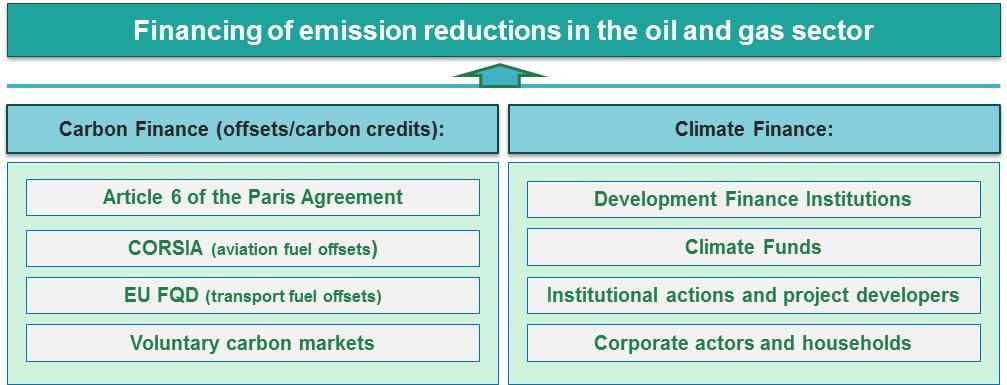 Financing of emission reductions in the oil and gas sector
Carbon Finance (offsets/carbon credits):
Article 6 of the Paris Agreement
CORSIA (aviation fuel offsets)
EU FQD (transport fuel offsets)
Voluntary carbon markets
Climate Finance:
Development Finance Institutions
Climate Funds
Institutional actions and project developers
Corporate actors and households